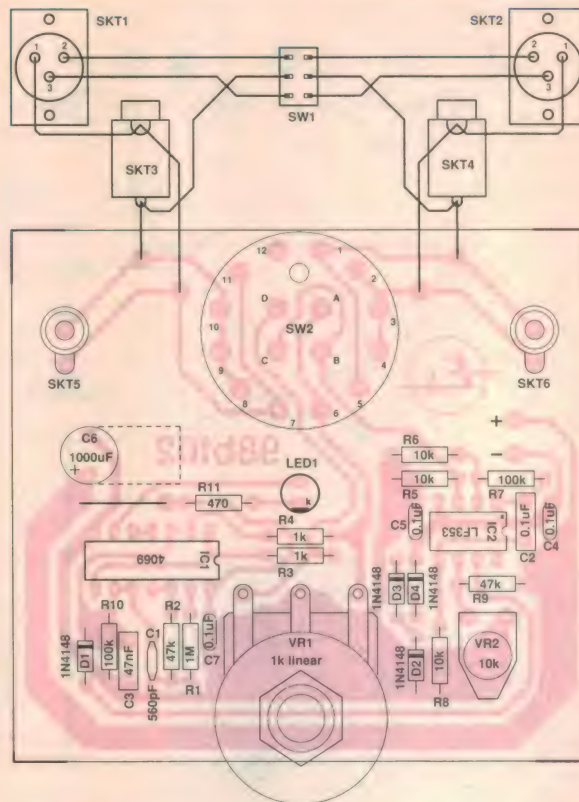 SKT1
SKT2
1 2
3
2 1
3
SW1
SKT3
SKT4
12
1
11
2
D
A
10
3
SW2
C
B
9
4
8
5
7
6
SKT5
SKT6
C6
1000uF
+
LED1
k
R11
470
R4
1k
1k
R3
4069
IC1
R6
10k
10k
R5
+
−
R7
100k
C5
0.1uF
LF353
IC2
0.1uF
C2
0.1uF
C4
1N4148
D3
D4
47k
R9
1N4148
D1
R10
100k
47nF
C3
C1
560pF
R2
47k
1M
R1
0.1uF
C7
VR1
1k linear
1N4148
D2
10k
R8
VR2
10k